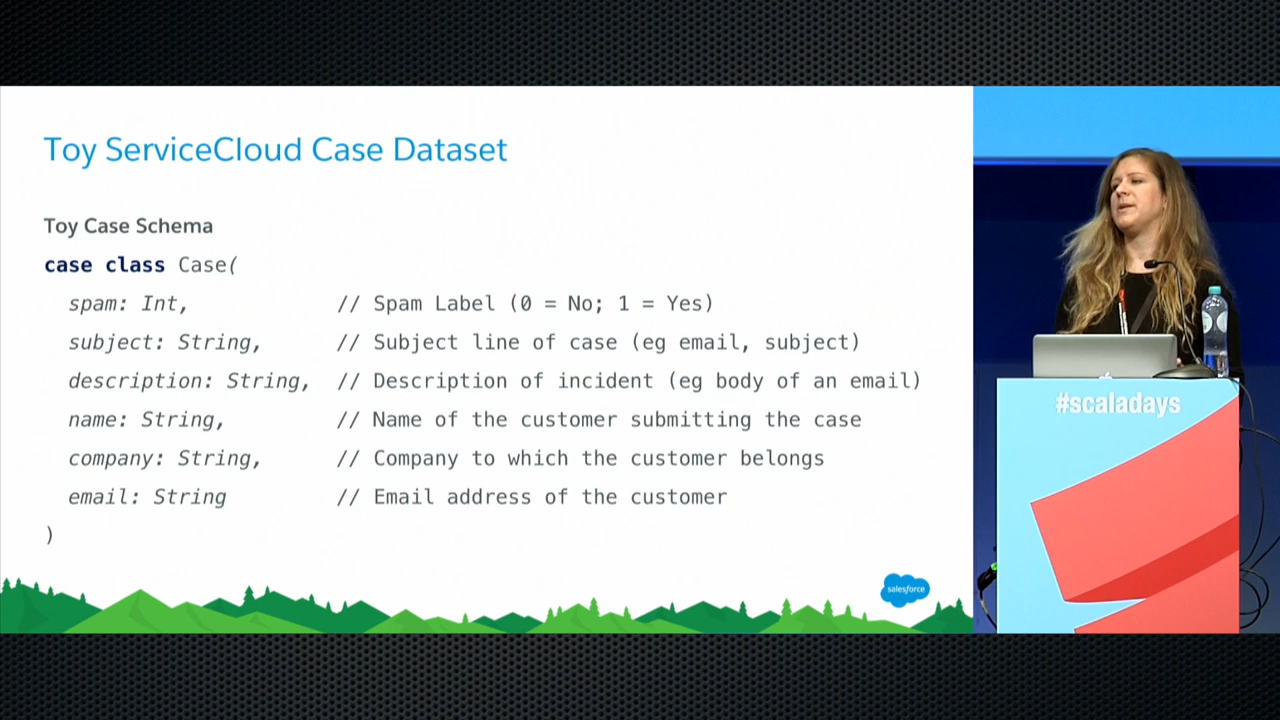 Toy ServiceCloud Case Dataset
Toy Case Schema
case class Case(
spam: Int, // Spam Label (0 = No; 1 = Yes)
subject: String, // Subject line of case (eg email, subject)
description: String, // Description of incident (eg body of an email)
name: String, // Name of the customer submitting the case
company: String, // Company to which the customer belongs
email: String // Email address of the customer
)
salesforce
#scaladays